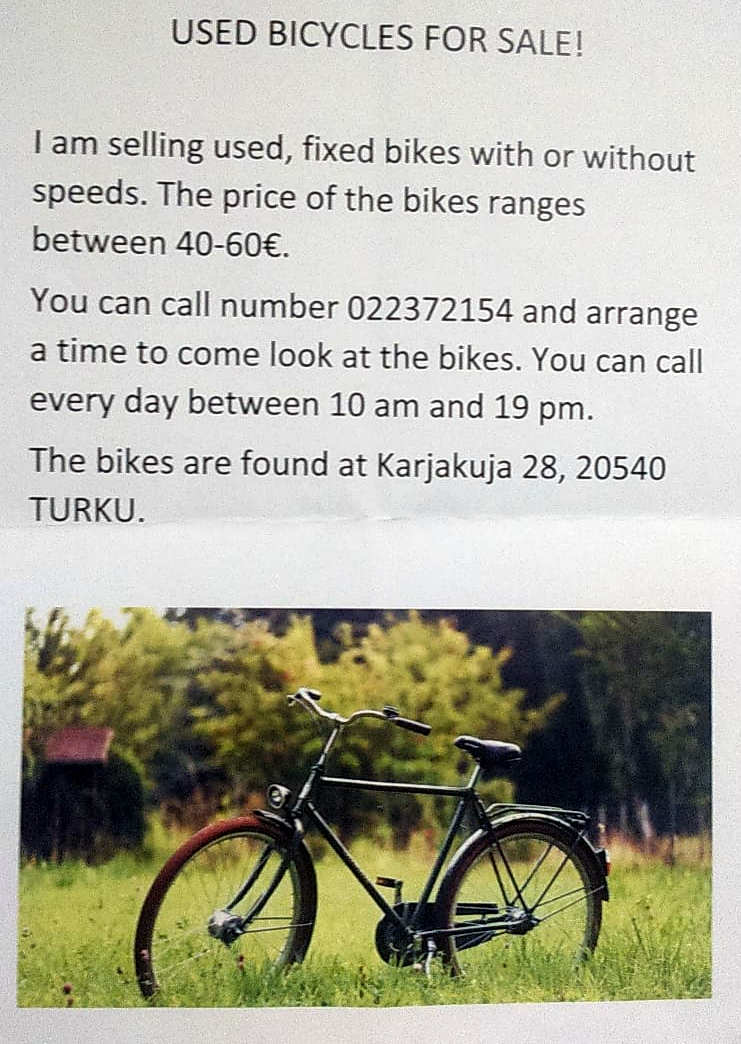 USED BICYCLES FOR SALE!
I am selling used, fixed bikes with or without
speeds. The price of the bikes ranges
between 40-60€.
You can call number 022372154 and arrange
a time to come look at the bikes. You can call
every day between 10 am and 19 pm.
The bikes are found at Karjakuja 28, 20540
TURKU.